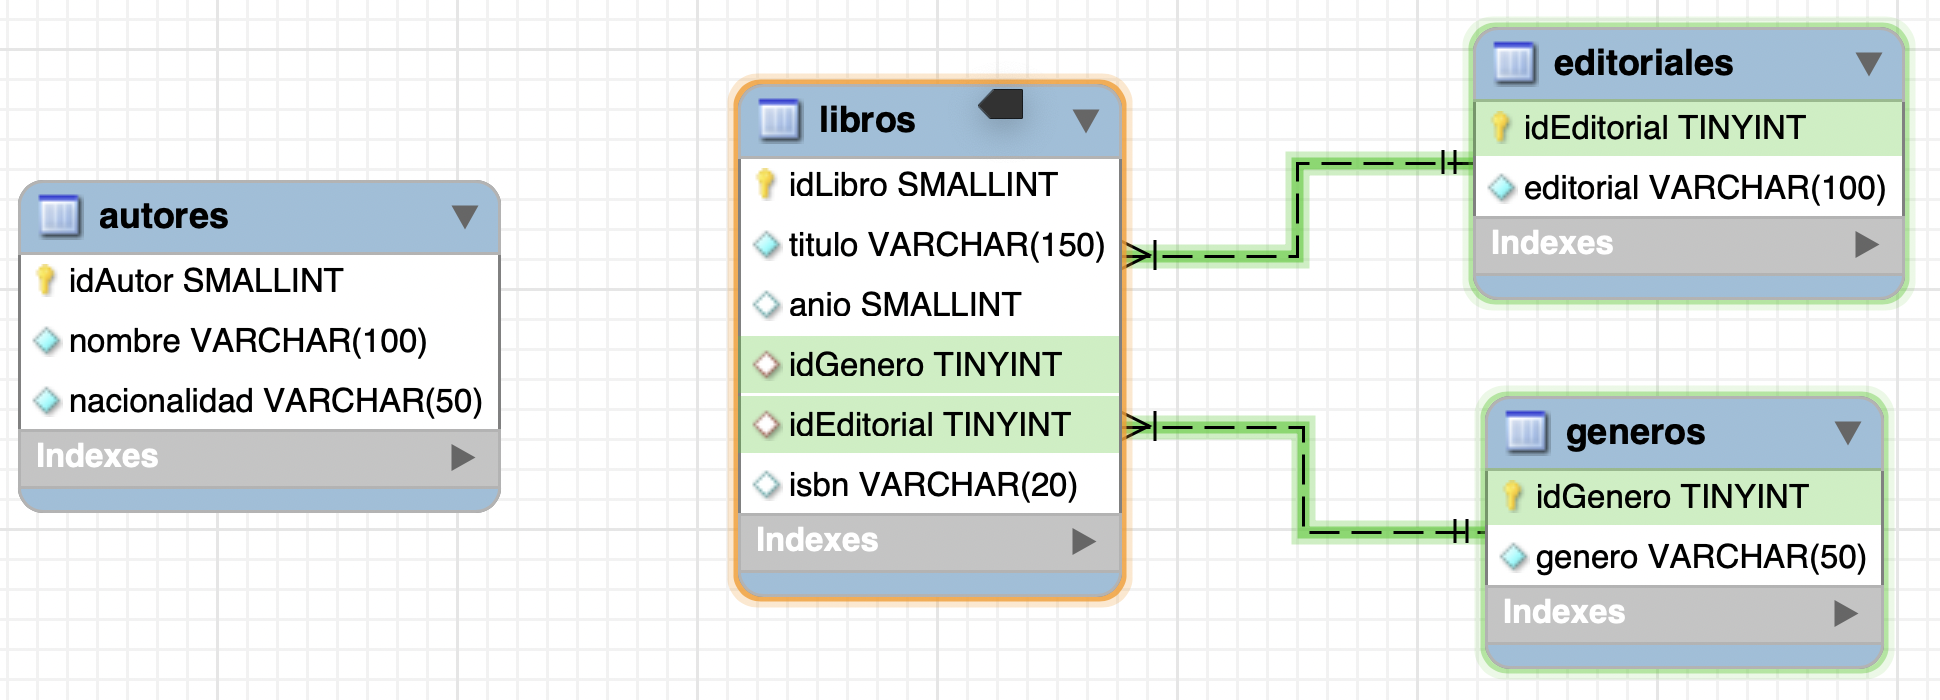 autores
idAutor SMALLINT
nombre VARCHAR(100)
nacionalidad VARCHAR(50)
Indexes
libros
idLibro SMALLINT
titulo VARCHAR(150)
anio SMALLINT
idGenero TINYINT
idEditorial TINYINT
isbn VARCHAR(20)
Indexes
editoriales
idEditorial TINYINT
editorial VARCHAR(100)
Indexes
generos
idGenero TINYINT
genero VARCHAR(50)
Indexes